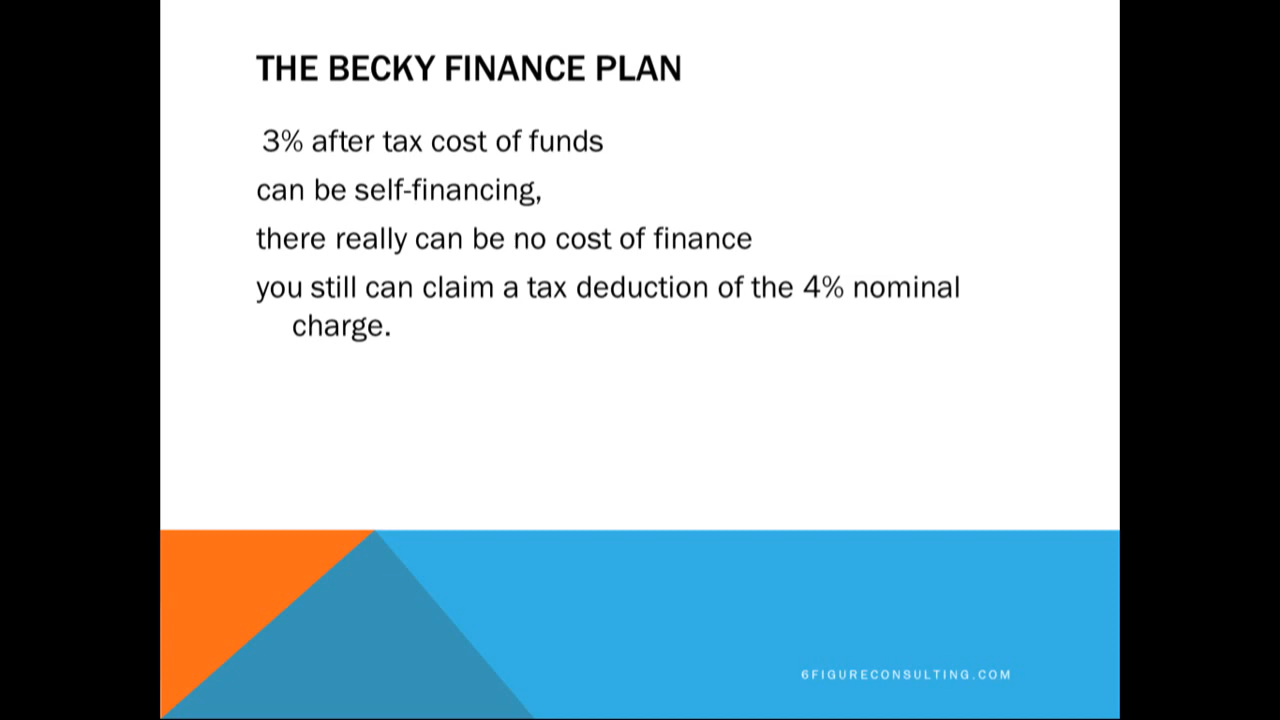 THE BECKY FINANCE PLAN
3% after tax cost of funds
can be self-financing,
there really can be no cost of finance
you still can claim a tax deduction of the 4% nominal
charge.
6FIGURECONSULTING.COM